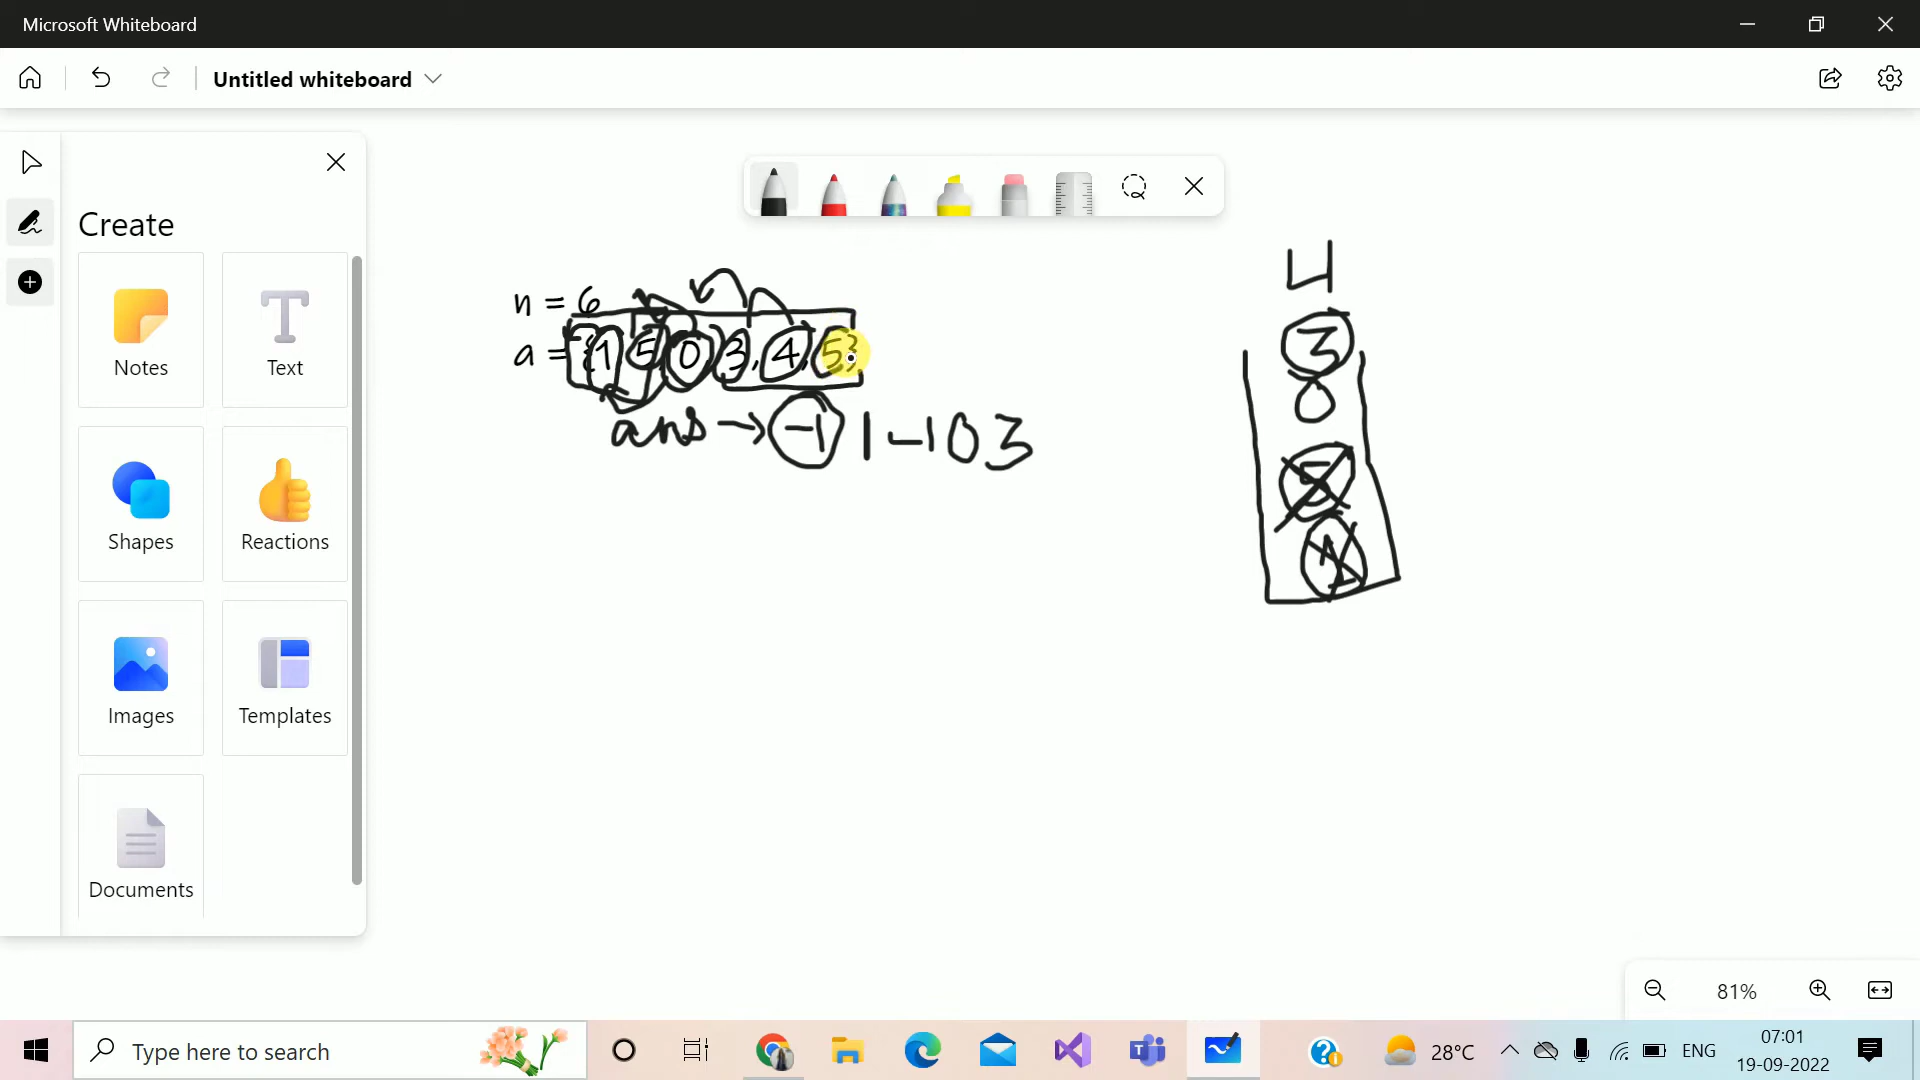 Microsoft Whiteboard
Untitled whiteboard
Create
Notes
Text
Shapes
Reactions
Images
Templates
Documents
n = 6
a = {1, 5, 0, 3, 4, 5}
ans → -1 1 -1 0 3
4
3
0
5
1
81%
Type here to search
28°C
ENG
07:01
19-09-2022